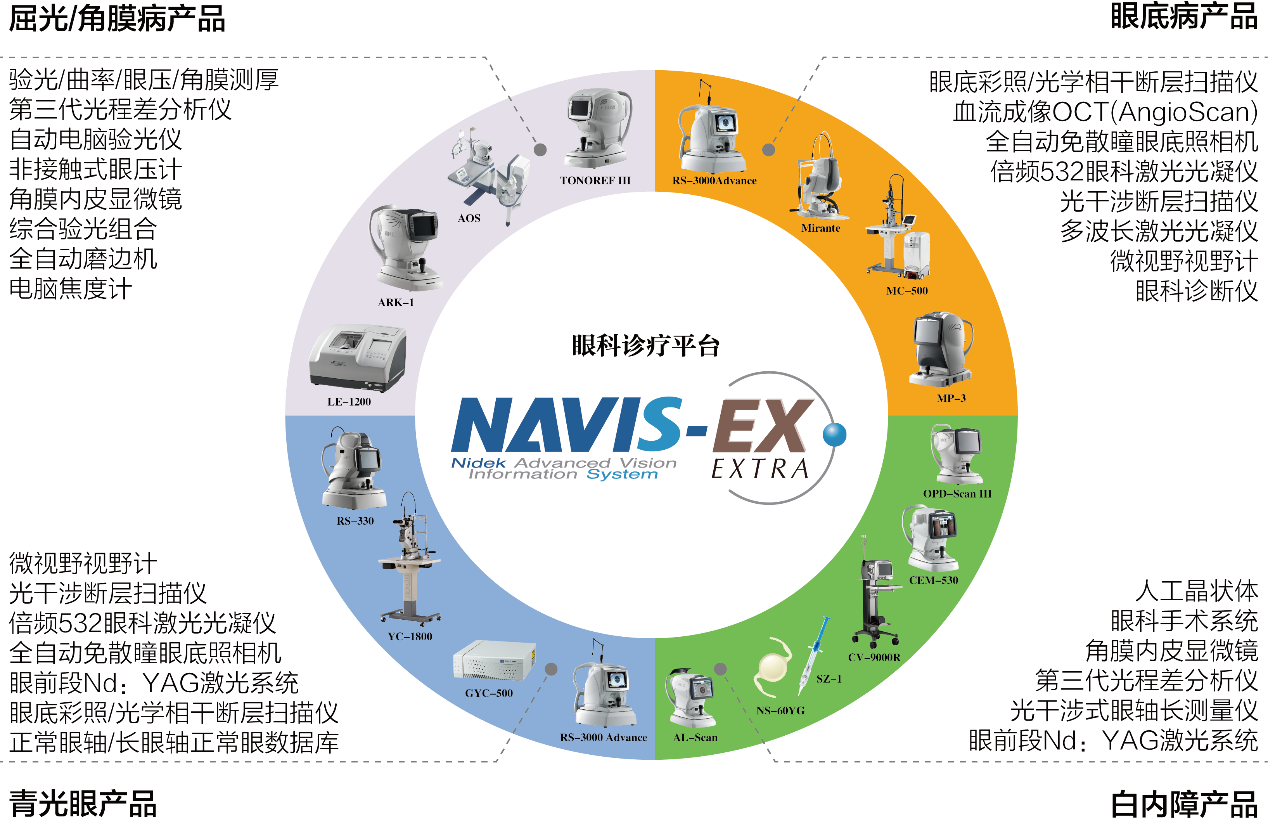 屈光/角膜病产品
验光/曲率/眼压/角膜测厚
第三代光程差分析仪
自动电脑验光仪
非接触式眼压计
角膜内皮显微镜
综合验光组合
全自动磨边机
电脑焦度计
眼底病产品
眼底彩照/光学相干断层扫描仪
血流成像OCT(AngioScan)
全自动免散瞳眼底照相机
倍频532眼科激光光凝仪
光干涉断层扫描仪
多波长激光光凝仪
微视野视野计
眼科诊断仪
TONOREF III
AOS
ARK-1
LE-1200
RS-3000Advance
Mirante
MC-500
MP-3
眼科诊疗平台
NAVIS-EX
Nidek Advanced Vision
Information System
EXTRA
RS-330
YC-1800
GYC-500
RS-3000 Advance
OPD-Scan III
CEM-530
CV-9000R
SZ-1
NS-60YG
AL-Scan
微视野视野计
光干涉断层扫描仪
倍频532眼科激光光凝仪
全自动免散瞳眼底照相机
眼前段Nd：YAG激光系统
眼底彩照/光学相干断层扫描仪
正常眼轴/长眼轴正常眼数据库
青光眼产品
人工晶状体
眼科手术系统
角膜内皮显微镜
第三代光程差分析仪
光干涉式眼轴长测量仪
眼前段Nd：YAG激光系统
白内障产品